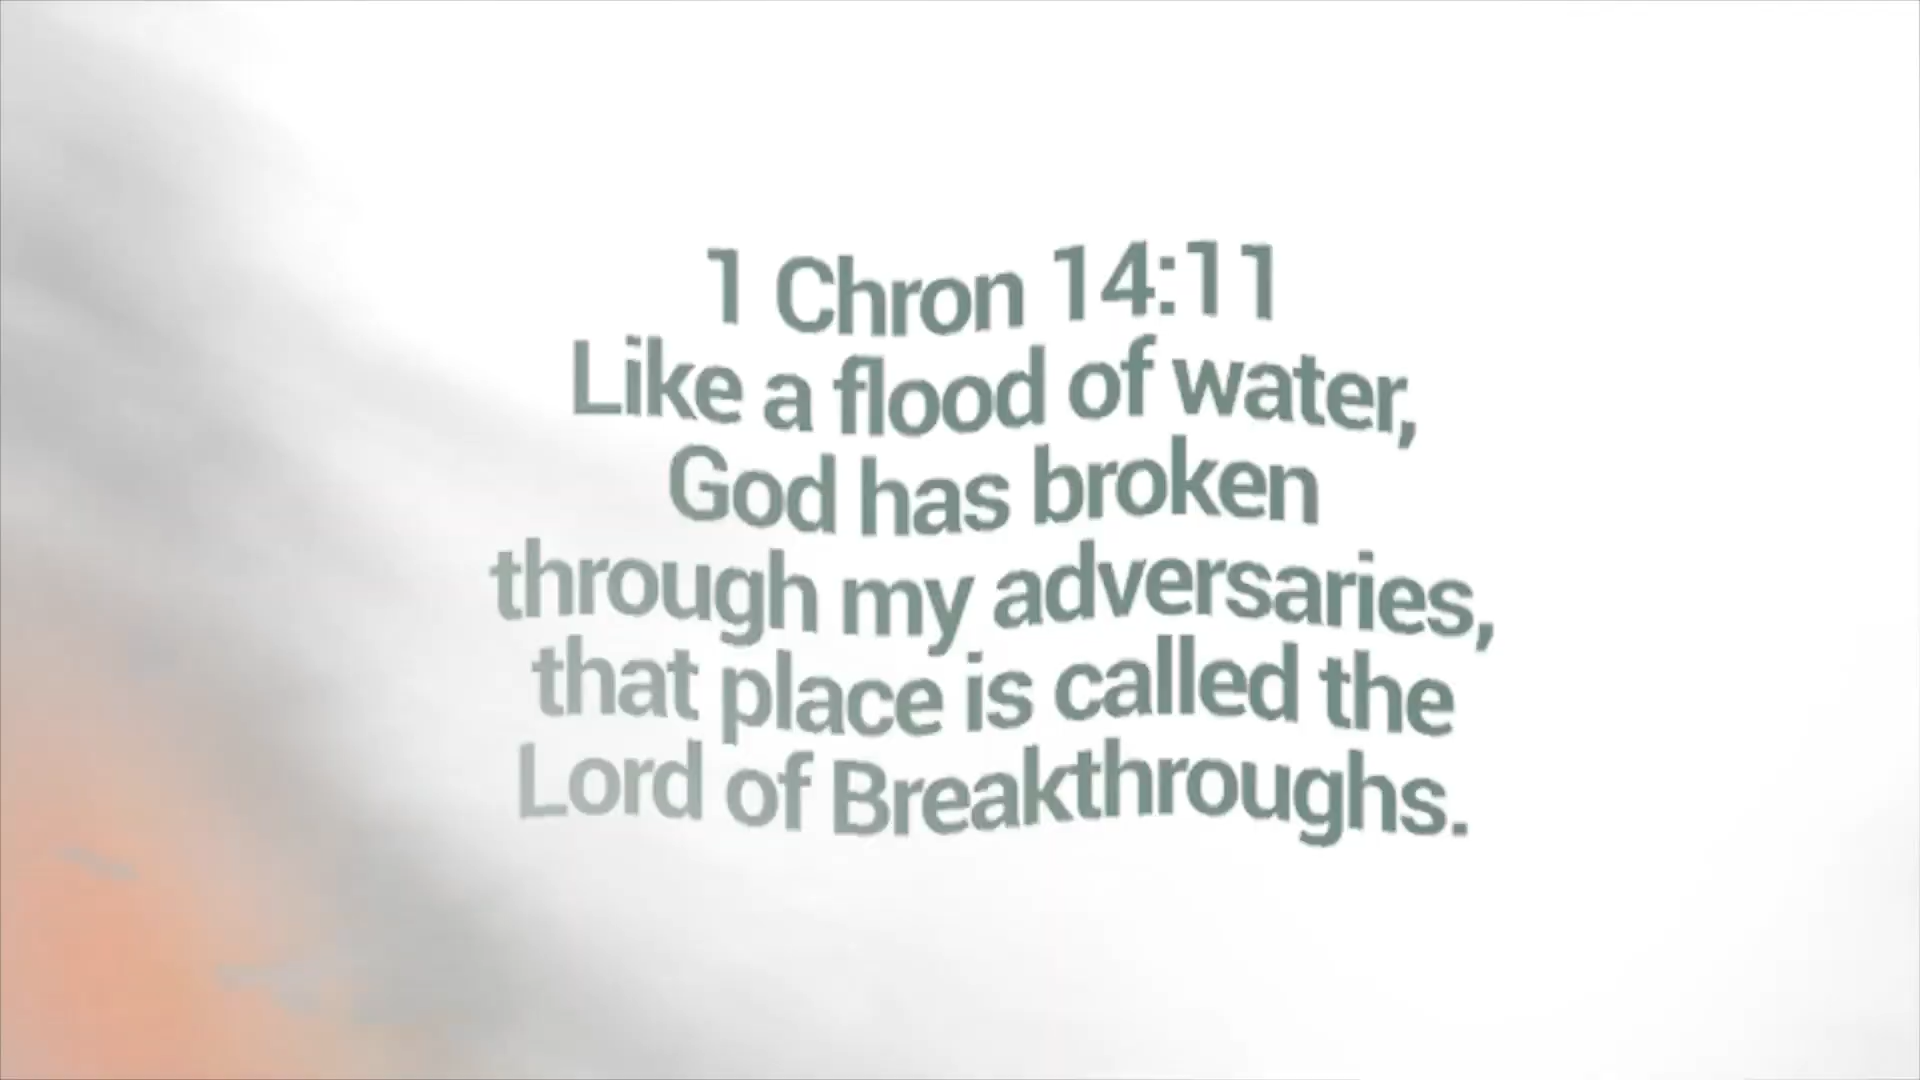 1 Chron 14:11
Like a flood of water,
God has broken
through my adversaries,
that place is called the
Lord of Breakthroughs.